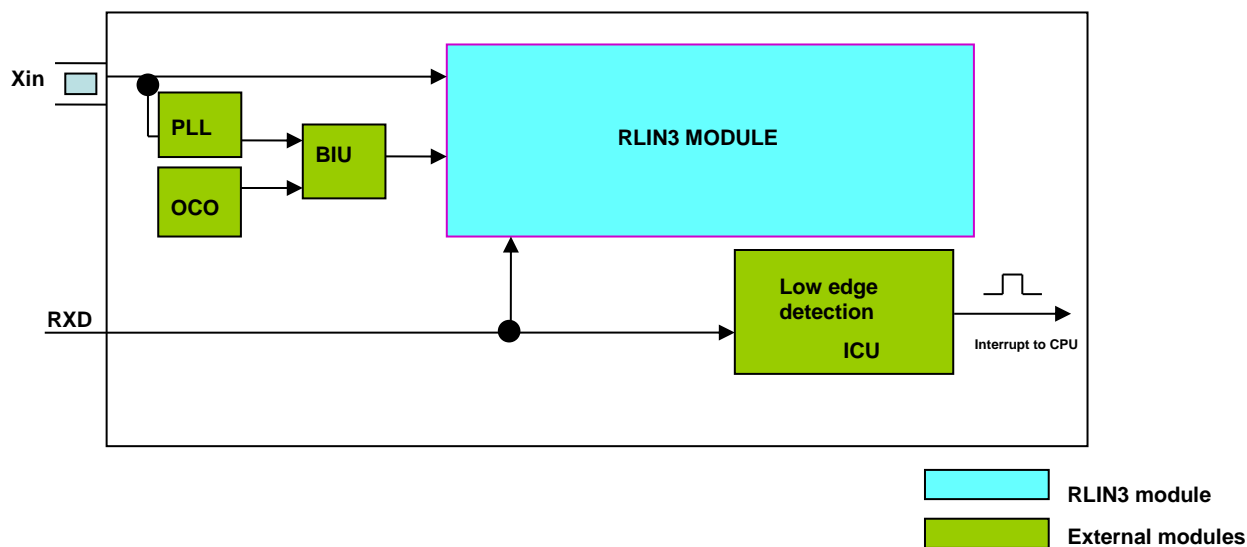 Xin
PLL
OCO
BIU
RLIN3 MODULE
RXD
Low edge
detection
ICU
Interrupt to CPU
RLIN3 module
External modules